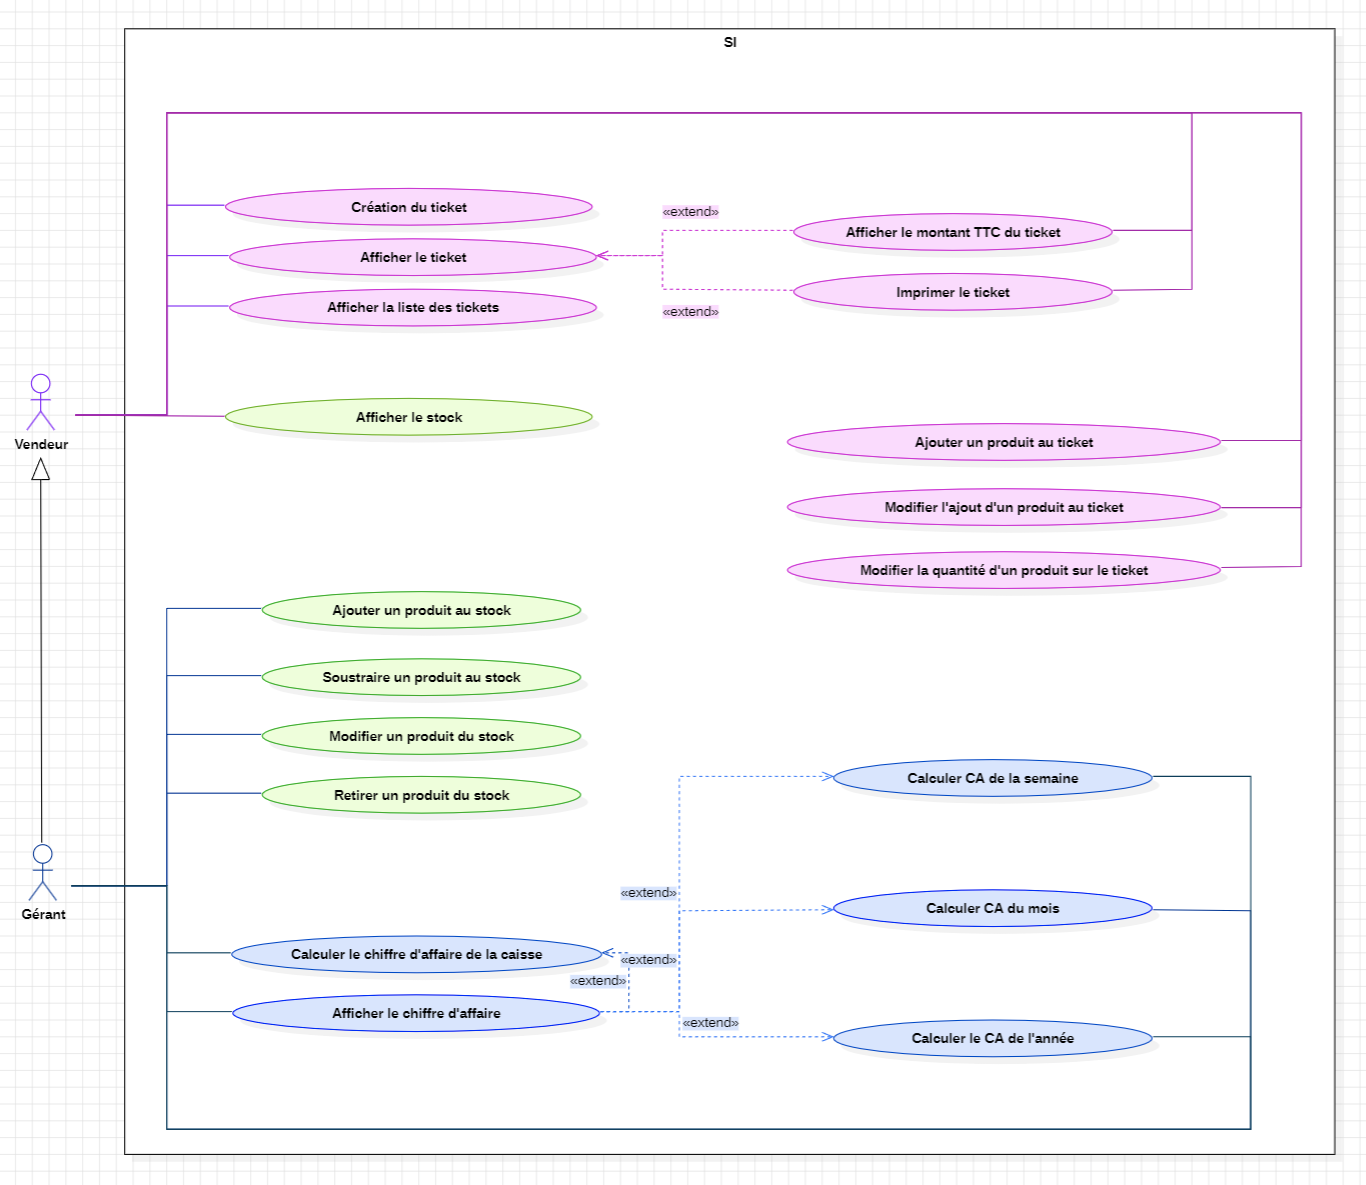 SI
Création du ticket
Afficher le ticket
Afficher la liste des tickets
«extend»
«extend»
Afficher le montant TTC du ticket
Imprimer le ticket
Vendeur
Afficher le stock
Ajouter un produit au ticket
Modifier l'ajout d'un produit au ticket
Modifier la quantité d'un produit sur le ticket
Ajouter un produit au stock
Soustraire un produit au stock
Modifier un produit du stock
Retirer un produit du stock
Gérant
Calculer CA de la semaine
«extend»
Calculer CA du mois
Calculer le chiffre d'affaire de la caisse
«extend»
«extend»
Afficher le chiffre d'affaire
«extend»
Calculer le CA de l'année